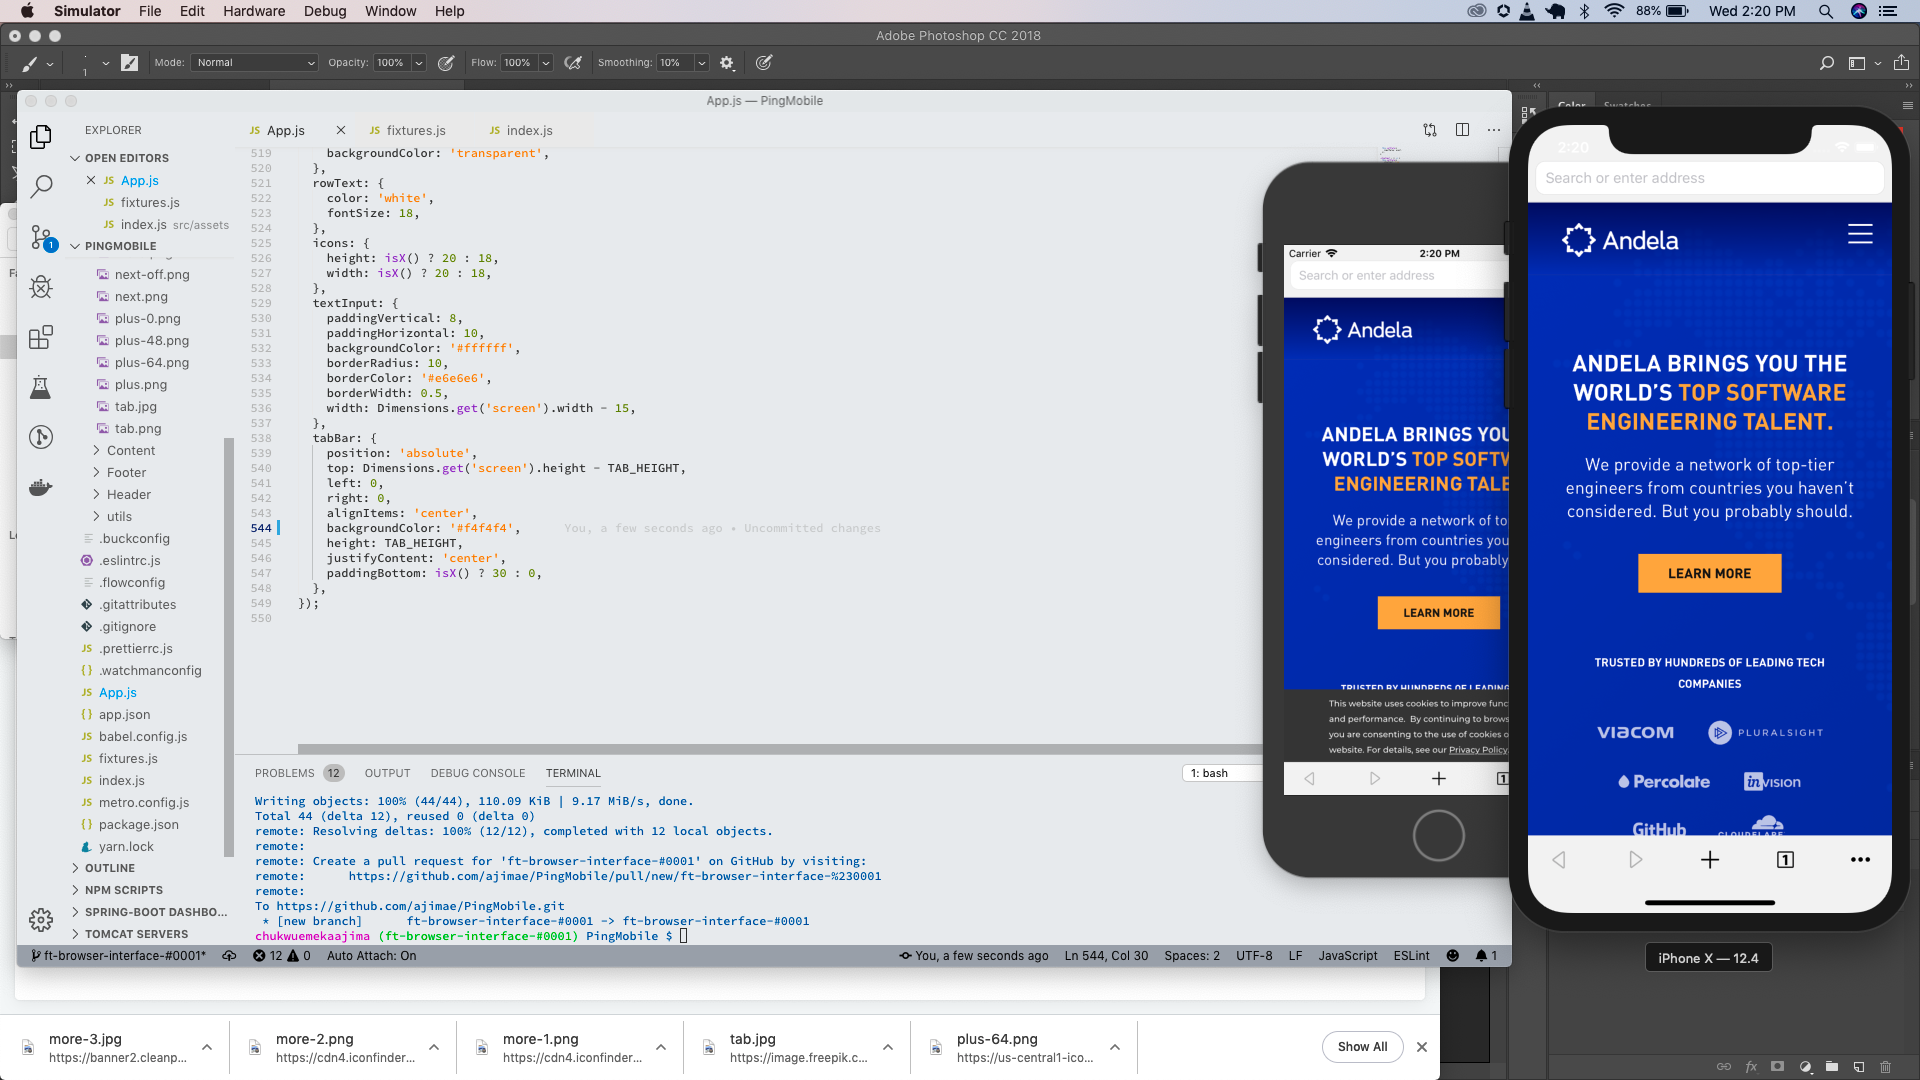 Simulator File Edit Hardware Debug Window Help
88% Wed 2:20 PM
Adobe Photoshop CC 2018
1 Mode: Normal Opacity: 100% Flow: 100% Smoothing: 10%
Color Swatches
App.js — PingMobile
EXPLORER
OPEN EDITORS
JS App.js
JS fixtures.js
JS index.js src/assets
1
PINGMOBILE
next-off.png
next.png
plus-0.png
plus-48.png
plus-64.png
plus.png
tab.jpg
tab.png
Content
Footer
Header
utils
.buckconfig
.eslintrc.js
.flowconfig
.gitattributes
.gitignore
JS .prettierrc.js
{} .watchmanconfig
JS App.js
{} app.json
JS babel.config.js
JS fixtures.js
JS index.js
JS metro.config.js
{} package.json
yarn.lock
OUTLINE
NPM SCRIPTS
SPRING-BOOT DASHBO...
TOMCAT SERVERS
JS App.js JS fixtures.js JS index.js
519 backgroundColor: 'transparent',
520 },
521 rowText: {
522 color: 'white',
523 fontSize: 18,
524 },
525 icons: {
526 height: isX() ? 20 : 18,
527 width: isX() ? 20 : 18,
528 },
529 textInput: {
530 paddingVertical: 8,
531 paddingHorizontal: 10,
532 backgroundColor: '#ffffff',
533 borderRadius: 10,
534 borderColor: '#e6e6e6',
535 borderWidth: 0.5,
536 width: Dimensions.get('screen').width - 15,
537 },
538 tabBar: {
539 position: 'absolute',
540 top: Dimensions.get('screen').height - TAB_HEIGHT,
541 left: 0,
542 right: 0,
543 alignItems: 'center',
544 backgroundColor: '#f4f4f4', You, a few seconds ago • Uncommitted changes
545 height: TAB_HEIGHT,
546 justifyContent: 'center',
547 paddingBottom: isX() ? 30 : 0,
548 },
549 });
550
PROBLEMS 12 OUTPUT DEBUG CONSOLE TERMINAL 1: bash
Writing objects: 100% (44/44), 110.09 KiB | 9.17 MiB/s, done.
Total 44 (delta 12), reused 0 (delta 0)
remote: Resolving deltas: 100% (12/12), completed with 12 local objects.
remote:
remote: Create a pull request for 'ft-browser-interface-#0001' on GitHub by visiting:
remote: https://github.com/ajimae/PingMobile/pull/new/ft-browser-interface-%230001
remote:
To https://github.com/ajimae/PingMobile.git
* [new branch] ft-browser-interface-#0001 -> ft-browser-interface-#0001
chukwuemekaajima (ft-browser-interface-#0001) PingMobile $
ft-browser-interface-#0001* 12 0 Auto Attach: On You, a few seconds ago Ln 544, Col 30 Spaces: 2 UTF-8 LF JavaScript ESLint 1
Carrier 2:20 PM
Search or enter address
Andela
ANDELA BRINGS YOU
WORLD'S TOP SOFTW
ENGINEERING TALE
We provide a network of to
engineers from countries you
considered. But you probably
LEARN MORE
TRUSTED BY HUNDREDS OF LEADING
This website uses cookies to improve func
and performance. By continuing to brows
you are consenting to the use of cookies o
website. For details, see our Privacy Policy
1
2:20
Search or enter address
Andela
ANDELA BRINGS YOU THE
WORLD'S TOP SOFTWARE
ENGINEERING TALENT.
We provide a network of top-tier
engineers from countries you haven't
considered. But you probably should.
LEARN MORE
TRUSTED BY HUNDREDS OF LEADING TECH
COMPANIES
VIACOM PLURALSIGHT
Percolate invision
GitHub CLOUDFLARE
1
iPhone X — 12.4
more-3.jpg
https://banner2.cleanp...
more-2.png
https://cdn4.iconfinder...
more-1.png
https://cdn4.iconfinder...
tab.jpg
https://image.freepik.c...
plus-64.png
https://us-central1-ico...
Show All
fx